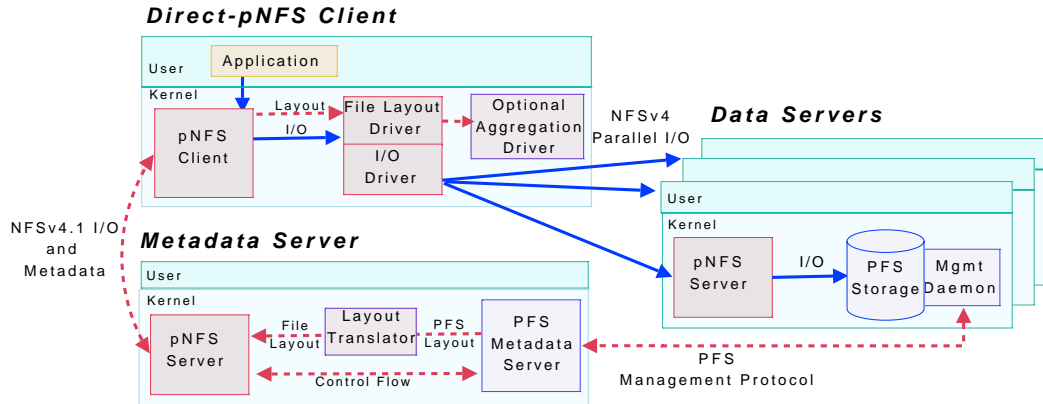 Direct-pNFS Client
User
Application
Kernel
pNFS
Client
Layout
I/O
File Layout
Driver
I/O
Driver
Optional
Aggregation
Driver
NFSv4
Parallel I/O
Data Servers
User
Kernel
pNFS
Server
I/O
PFS
Storage
Mgmt
Daemon
NFSv4.1 I/O
and
Metadata
Metadata Server
User
Kernel
pNFS
Server
File
Layout
Layout
Translator
PFS
Layout
PFS
Metadata
Server
Control Flow
PFS
Management Protocol